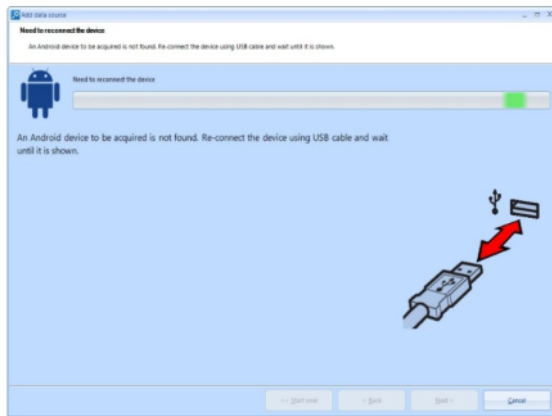 Add data source
Need to reconnect the device
An Android device to be acquired is not found. Re-connect the device using USB cable and wait until it is shown.
Need to reconnect the device
An Android device to be acquired is not found. Re-connect the device using USB cable and wait
until it is shown.
<< Start over
< Back
Next >
Cancel